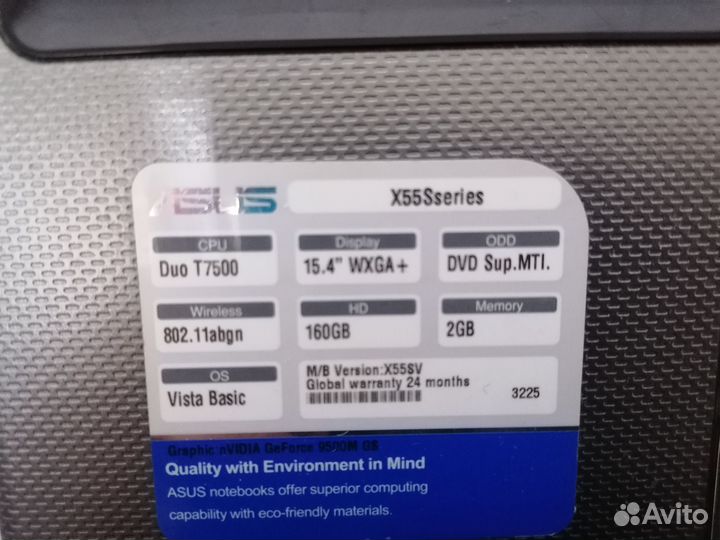 ASUS X55Sseries
CPU Display ODD
Duo T7500 15.4" WXGA+ DVD Sup.MTI.
Wireless HD Memory
802.11abgn 160GB 2GB
OS
Vista Basic
M/B Version:X55SV
Global warranty 24 months
3225
Graphic:nVIDIA GeForce 9500M GS
Quality with Environment in Mind
ASUS notebooks offer superior computing
capability with eco-friendly materials.
Avito